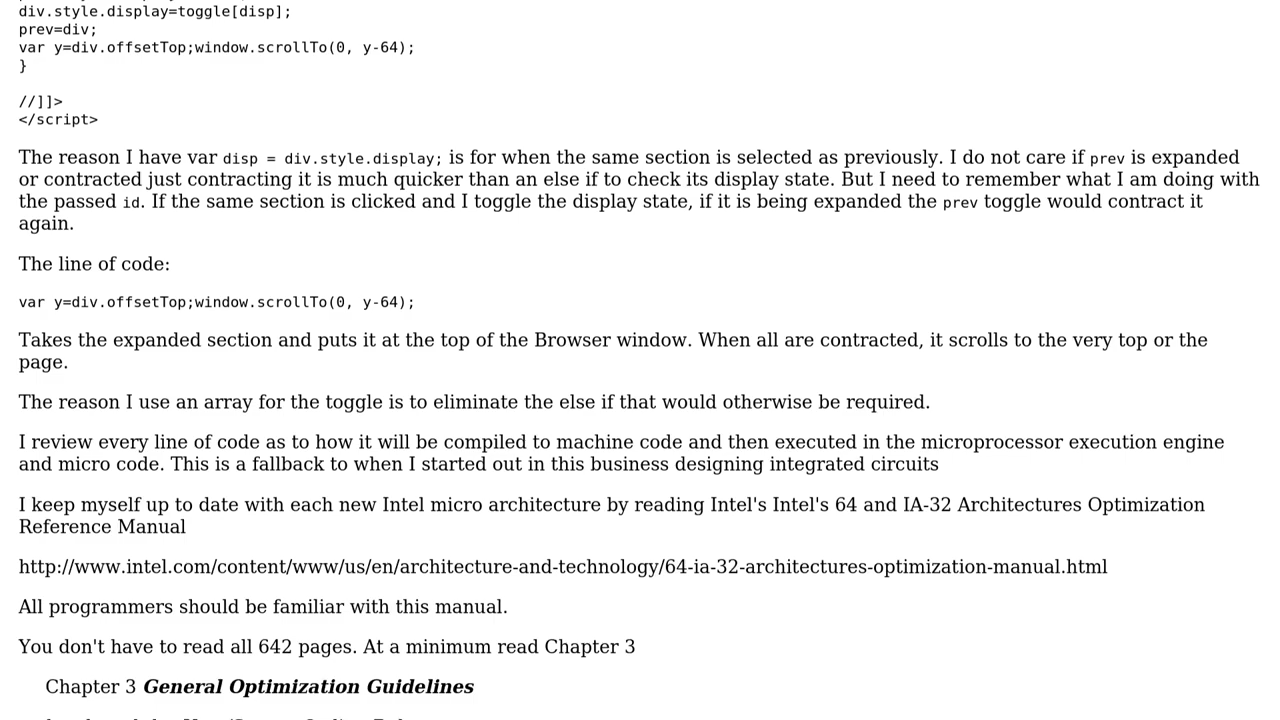 div.style.display=toggle[disp];
prev=div;
var y=div.offsetTop;window.scrollTo(0, y-64);
}
//]]>
</script>
The reason I have var disp = div.style.display; is for when the same section is selected as previously. I do not care if prev is expanded
or contracted just contracting it is much quicker than an else if to check its display state. But I need to remember what I am doing with
the passed id. If the same section is clicked and I toggle the display state, if it is being expanded the prev toggle would contract it
again.
The line of code:
var y=div.offsetTop;window.scrollTo(0, y-64);
Takes the expanded section and puts it at the top of the Browser window. When all are contracted, it scrolls to the very top or the
page.
The reason I use an array for the toggle is to eliminate the else if that would otherwise be required.
I review every line of code as to how it will be compiled to machine code and then executed in the microprocessor execution engine
and micro code. This is a fallback to when I started out in this business designing integrated circuits
I keep myself up to date with each new Intel micro architecture by reading Intel's Intel's 64 and IA-32 Architectures Optimization
Reference Manual
http://www.intel.com/content/www/us/en/architecture-and-technology/64-ia-32-architectures-optimization-manual.html
All programmers should be familiar with this manual.
You don't have to read all 642 pages. At a minimum read Chapter 3
Chapter 3 General Optimization Guidelines